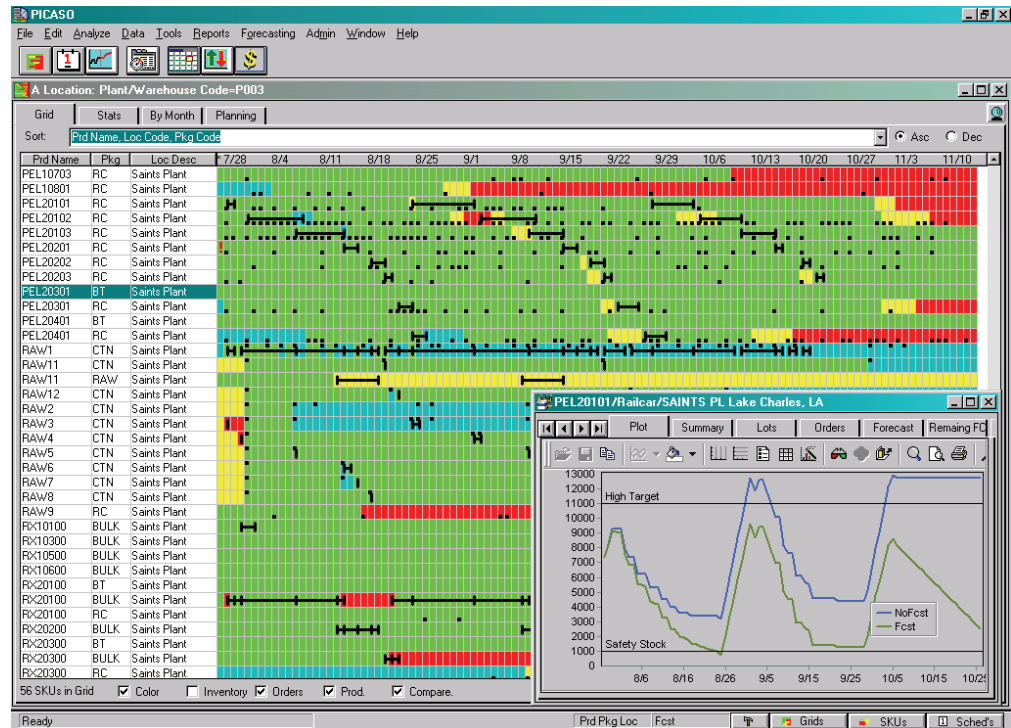 PICASO
File Edit Analyze Data Tools Reports Forecasting Admin Window Help
A Location: Plant/Warehouse Code=P003
Grid Stats By Month Planning
Sort: Prd Name, Loc Code, Pkg Code Asc Dec
Prd Name Pkg Loc Desc 7/28 8/4 8/11 8/18 8/25 9/1 9/8 9/15 9/22 9/29 10/6 10/13 10/20 10/27 11/3 11/10
PEL10703 RC Saints Plant
PEL10801 RC Saints Plant
PEL20101 RC Saints Plant
PEL20102 RC Saints Plant
PEL20103 RC Saints Plant
PEL20201 RC Saints Plant
PEL20202 RC Saints Plant
PEL20203 RC Saints Plant
PEL20301 BT Saints Plant
PEL20301 RC Saints Plant
PEL20401 BT Saints Plant
PEL20401 RC Saints Plant
RAW1 CTN Saints Plant
RAW11 CTN Saints Plant
RAW11 RAW Saints Plant
RAW12 CTN Saints Plant
RAW2 CTN Saints Plant
RAW3 CTN Saints Plant
RAW4 CTN Saints Plant
RAW5 CTN Saints Plant
RAW6 CTN Saints Plant
RAW7 CTN Saints Plant
RAW8 CTN Saints Plant
RAW9 RC Saints Plant
RX10100 BULK Saints Plant
RX10300 BULK Saints Plant
RX10500 BULK Saints Plant
RX10600 BULK Saints Plant
RX20100 BT Saints Plant
RX20100 BULK Saints Plant
RX20100 RC Saints Plant
RX20200 BULK Saints Plant
RX20300 BT Saints Plant
RX20300 BULK Saints Plant
RX20300 RC Saints Plant
PEL20101/Railcar/SAINTS PL Lake Charles, LA
Plot Summary Lots Orders Forecast Remaing FC
13000
12000
High Target
11000
10000
9000
8000
7000
6000
5000
4000
NoFcst
3000
Fcst
2000
Safety Stock
1000
0
8/6 8/16 8/26 9/5 9/15 9/25 10/5 10/15 10/25
56 SKUs in Grid Color Inventory Orders Prod. Compare.
Ready Prd Pkg Loc Fcst Grids SKUs Sched's